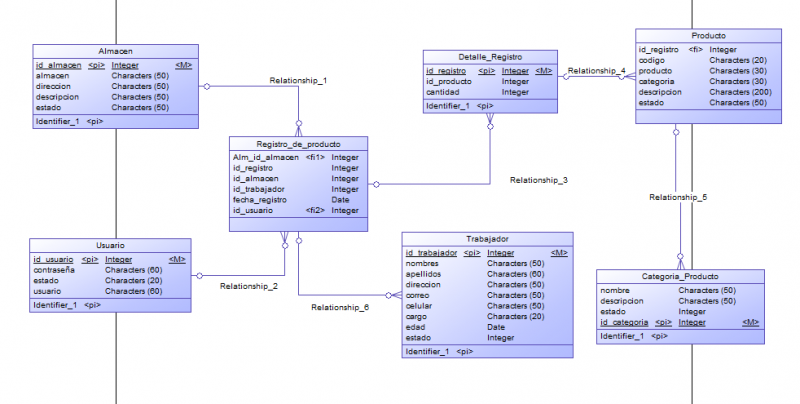 Almacen
id_almacen <pi> Integer <M>
almacen Characters (50)
direccion Characters (50)
descripcion Characters (50)
estado Characters (50)
Identifier_1 <pi>
Relationship_1
Detalle_Registro
id_registro <pi> Integer <M>
id_producto Integer
cantidad Integer
Identifier_1 <pi>
Relationship_4
Producto
id_registro <fi> Integer
codigo Characters (20)
producto Characters (30)
categoria Characters (30)
descripcion Characters (200)
estado Characters (50)
Registro_de_producto
Alm_id_almacen <fi1> Integer
id_registro Integer
id_almacen Integer
id_trabajador Integer
fecha_registro Date
id_usuario <fi2> Integer
Relationship_3
Relationship_5
Usuario
id_usuario <pi> Integer <M>
contraseña Characters (60)
estado Characters (20)
usuario Characters (60)
Identifier_1 <pi>
Relationship_2
Relationship_6
Trabajador
id_trabajador <pi> Integer <M>
nombres Characters (50)
apellidos Characters (60)
direccion Characters (50)
correo Characters (50)
celular Characters (50)
cargo Characters (20)
edad Date
estado Integer
Identifier_1 <pi>
Categoria_Producto
nombre Characters (50)
descripcion Characters (50)
estado Integer
id_categoria <pi> Integer <M>
Identifier_1 <pi>